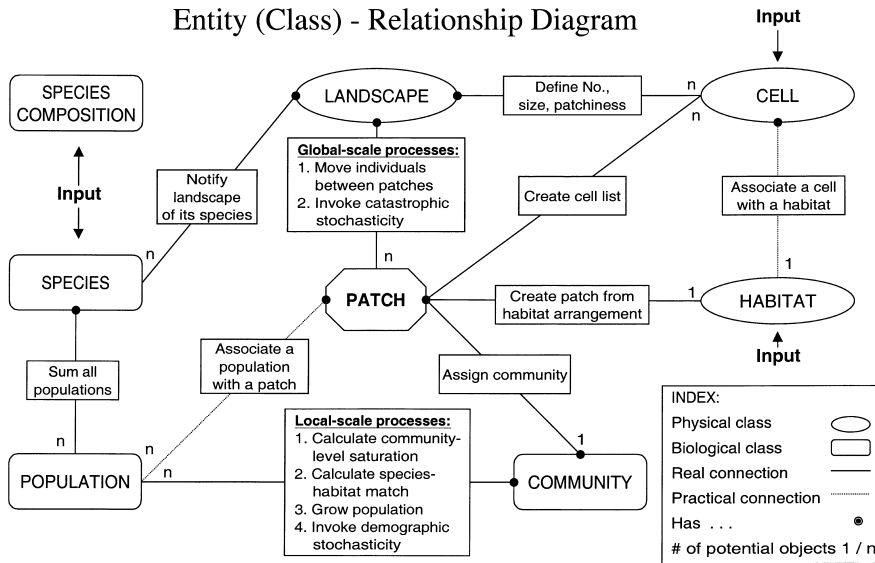 Entity (Class) - Relationship Diagram
Input
SPECIES
COMPOSITION
LANDSCAPE
Define No.,
size, patchiness
n
n
CELL
Input
Notify
landscape
of its species
n
Global-scale processes:
1. Move individuals
between patches
2. Invoke catastrophic
stochasticity
n
Create cell list
Associate a cell
with a habitat
1
SPECIES
PATCH
Create patch from
habitat arrangement
1
HABITAT
Input
Sum all
populations
n
Associate a
population
with a patch
n
Assign community
1
POPULATION
n
Local-scale processes:
1. Calculate community-
level saturation
2. Calculate species-
habitat match
3. Grow population
4. Invoke demographic
stochasticity
COMMUNITY
INDEX:
Physical class
Biological class
Real connection
Practical connection
Has . . .
# of potential objects 1 / n